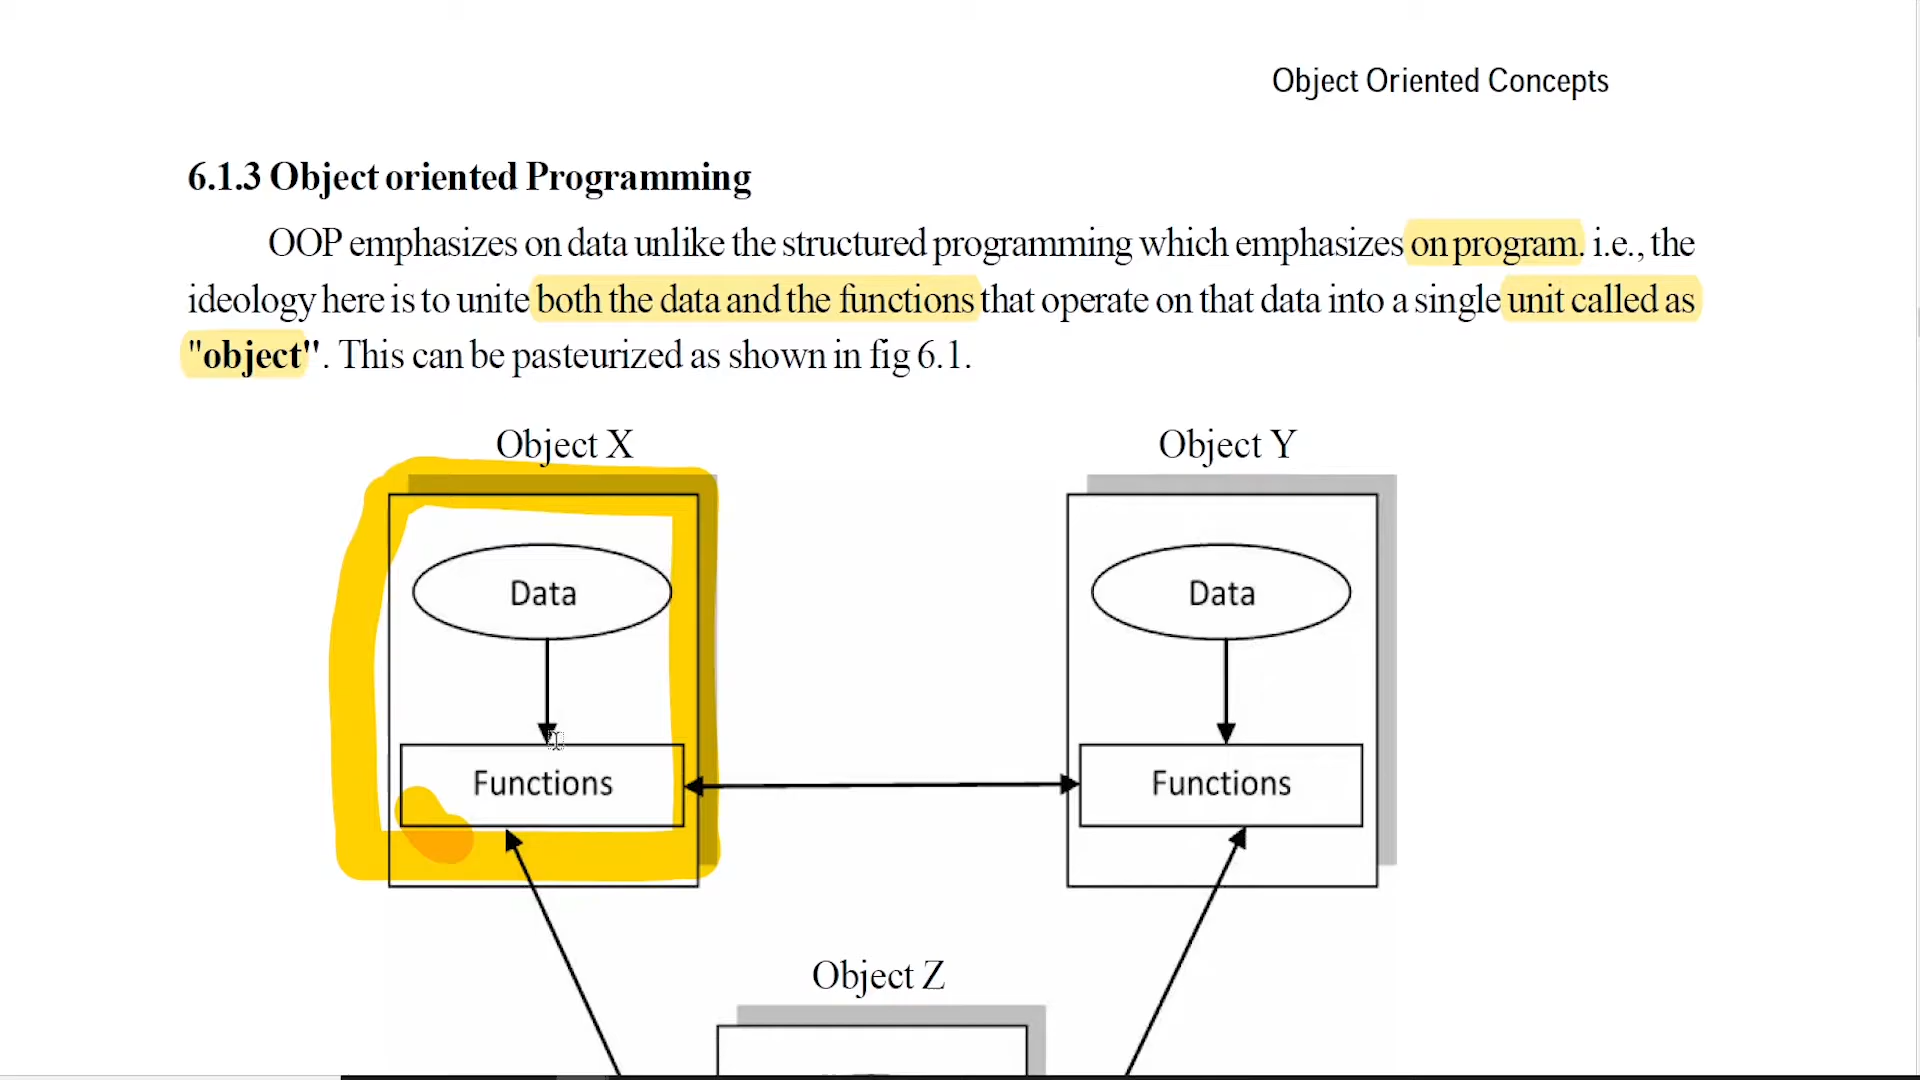 Object Oriented Concepts
6.1.3 Object oriented Programming
OOP emphasizes on data unlike the structured programming which emphasizes on program. i.e., the
ideology here is to unite both the data and the functions that operate on that data into a single unit called as
"object". This can be pasteurized as shown in fig 6.1.
Object X
Object Y
Data
Data
Functions
Functions
Object Z